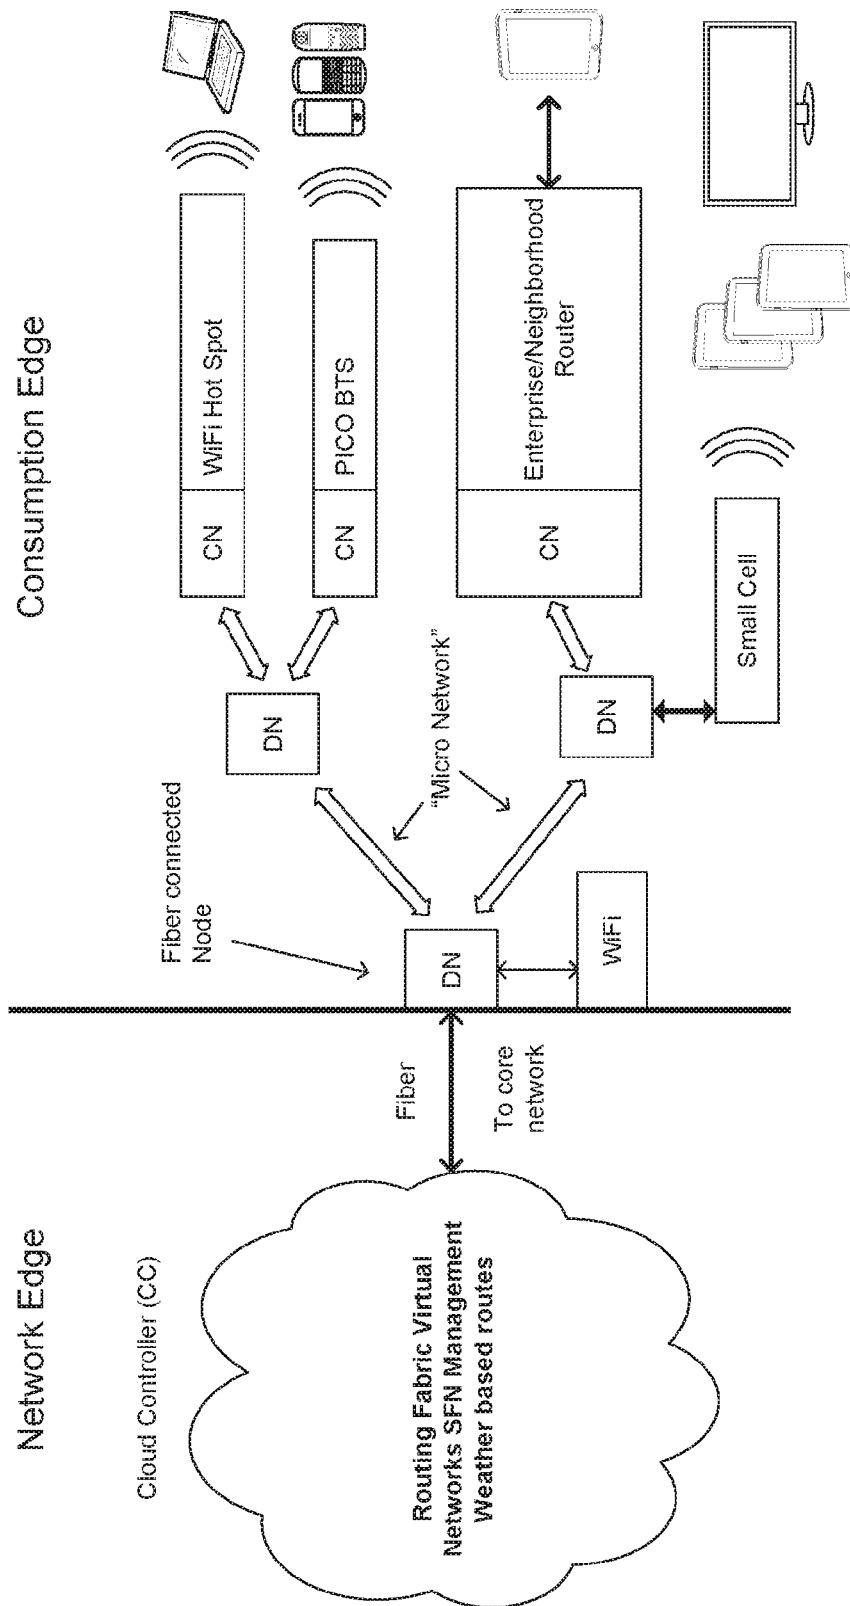 Network Edge
Consumption Edge
Cloud Controller (CC)
Routing Fabric Virtual
Networks SFN Management
Weather based routes
Fiber
To core
network
Fiber connected
Node
DN
WiFi
"Micro Network"
DN
DN
CN
WiFi Hot Spot
CN
PICO BTS
CN
Enterprise/Neighborhood
Router
Small Cell